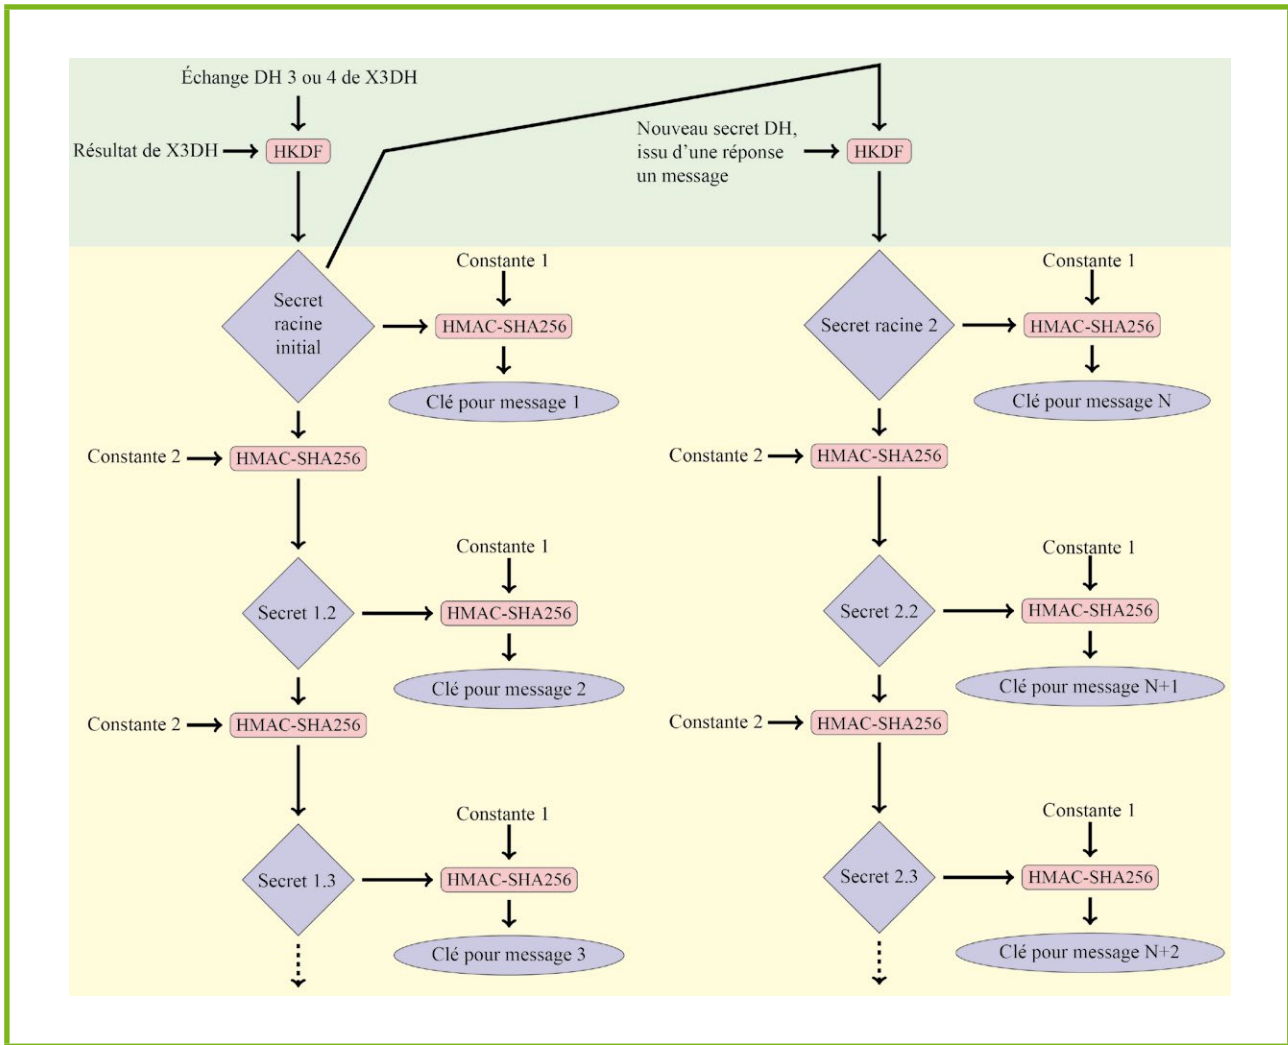 Échange DH 3 ou 4 de X3DH
Résultat de X3DH
HKDF
Nouveau secret DH,
issu d'une réponse
un message
HKDF
Secret
racine
initial
Constante 1
HMAC-SHA256
Clé pour message 1
Constante 2
HMAC-SHA256
Secret 1.2
Constante 1
HMAC-SHA256
Clé pour message 2
Constante 2
HMAC-SHA256
Secret 1.3
Constante 1
HMAC-SHA256
Clé pour message 3
Secret racine 2
Constante 1
HMAC-SHA256
Clé pour message N
Constante 2
HMAC-SHA256
Secret 2.2
Constante 1
HMAC-SHA256
Clé pour message N+1
Constante 2
HMAC-SHA256
Secret 2.3
Constante 1
HMAC-SHA256
Clé pour message N+2